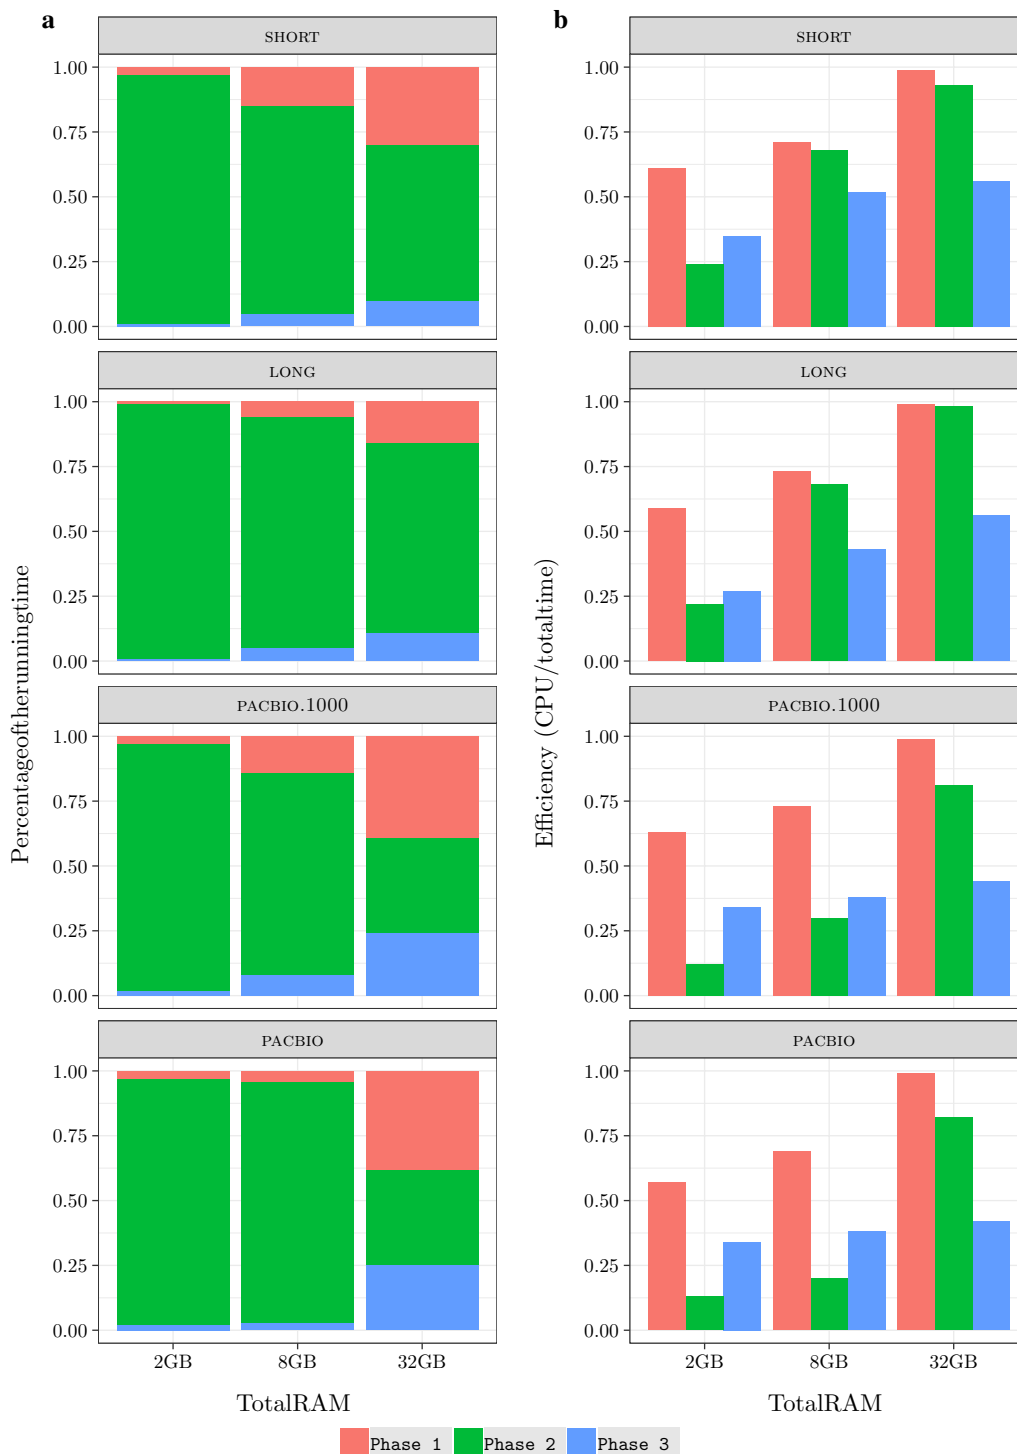 a
SHORT
1.00
0.75
0.50
0.25
0.00
LONG
1.00
0.75
0.50
0.25
0.00
PACBIO.1000
1.00
0.75
0.50
0.25
0.00
PACBIO
1.00
0.75
0.50
0.25
0.00
2GB 8GB 32GB
TotalRAM
Percentageoftherunningtime
b
SHORT
1.00
0.75
0.50
0.25
0.00
LONG
1.00
0.75
0.50
0.25
0.00
PACBIO.1000
1.00
0.75
0.50
0.25
0.00
PACBIO
1.00
0.75
0.50
0.25
0.00
2GB 8GB 32GB
TotalRAM
Efficiency (CPU/totaltime)
Phase 1 Phase 2 Phase 3